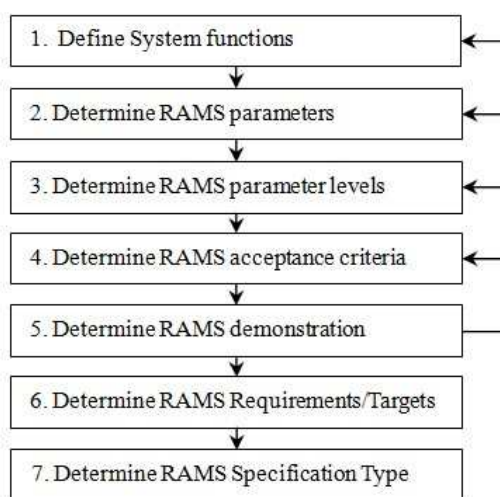 1. Define System functions
2. Determine RAMS parameters
3. Determine RAMS parameter levels
4. Determine RAMS acceptance criteria
5. Determine RAMS demonstration
6. Determine RAMS Requirements/Targets
7. Determine RAMS Specification Type